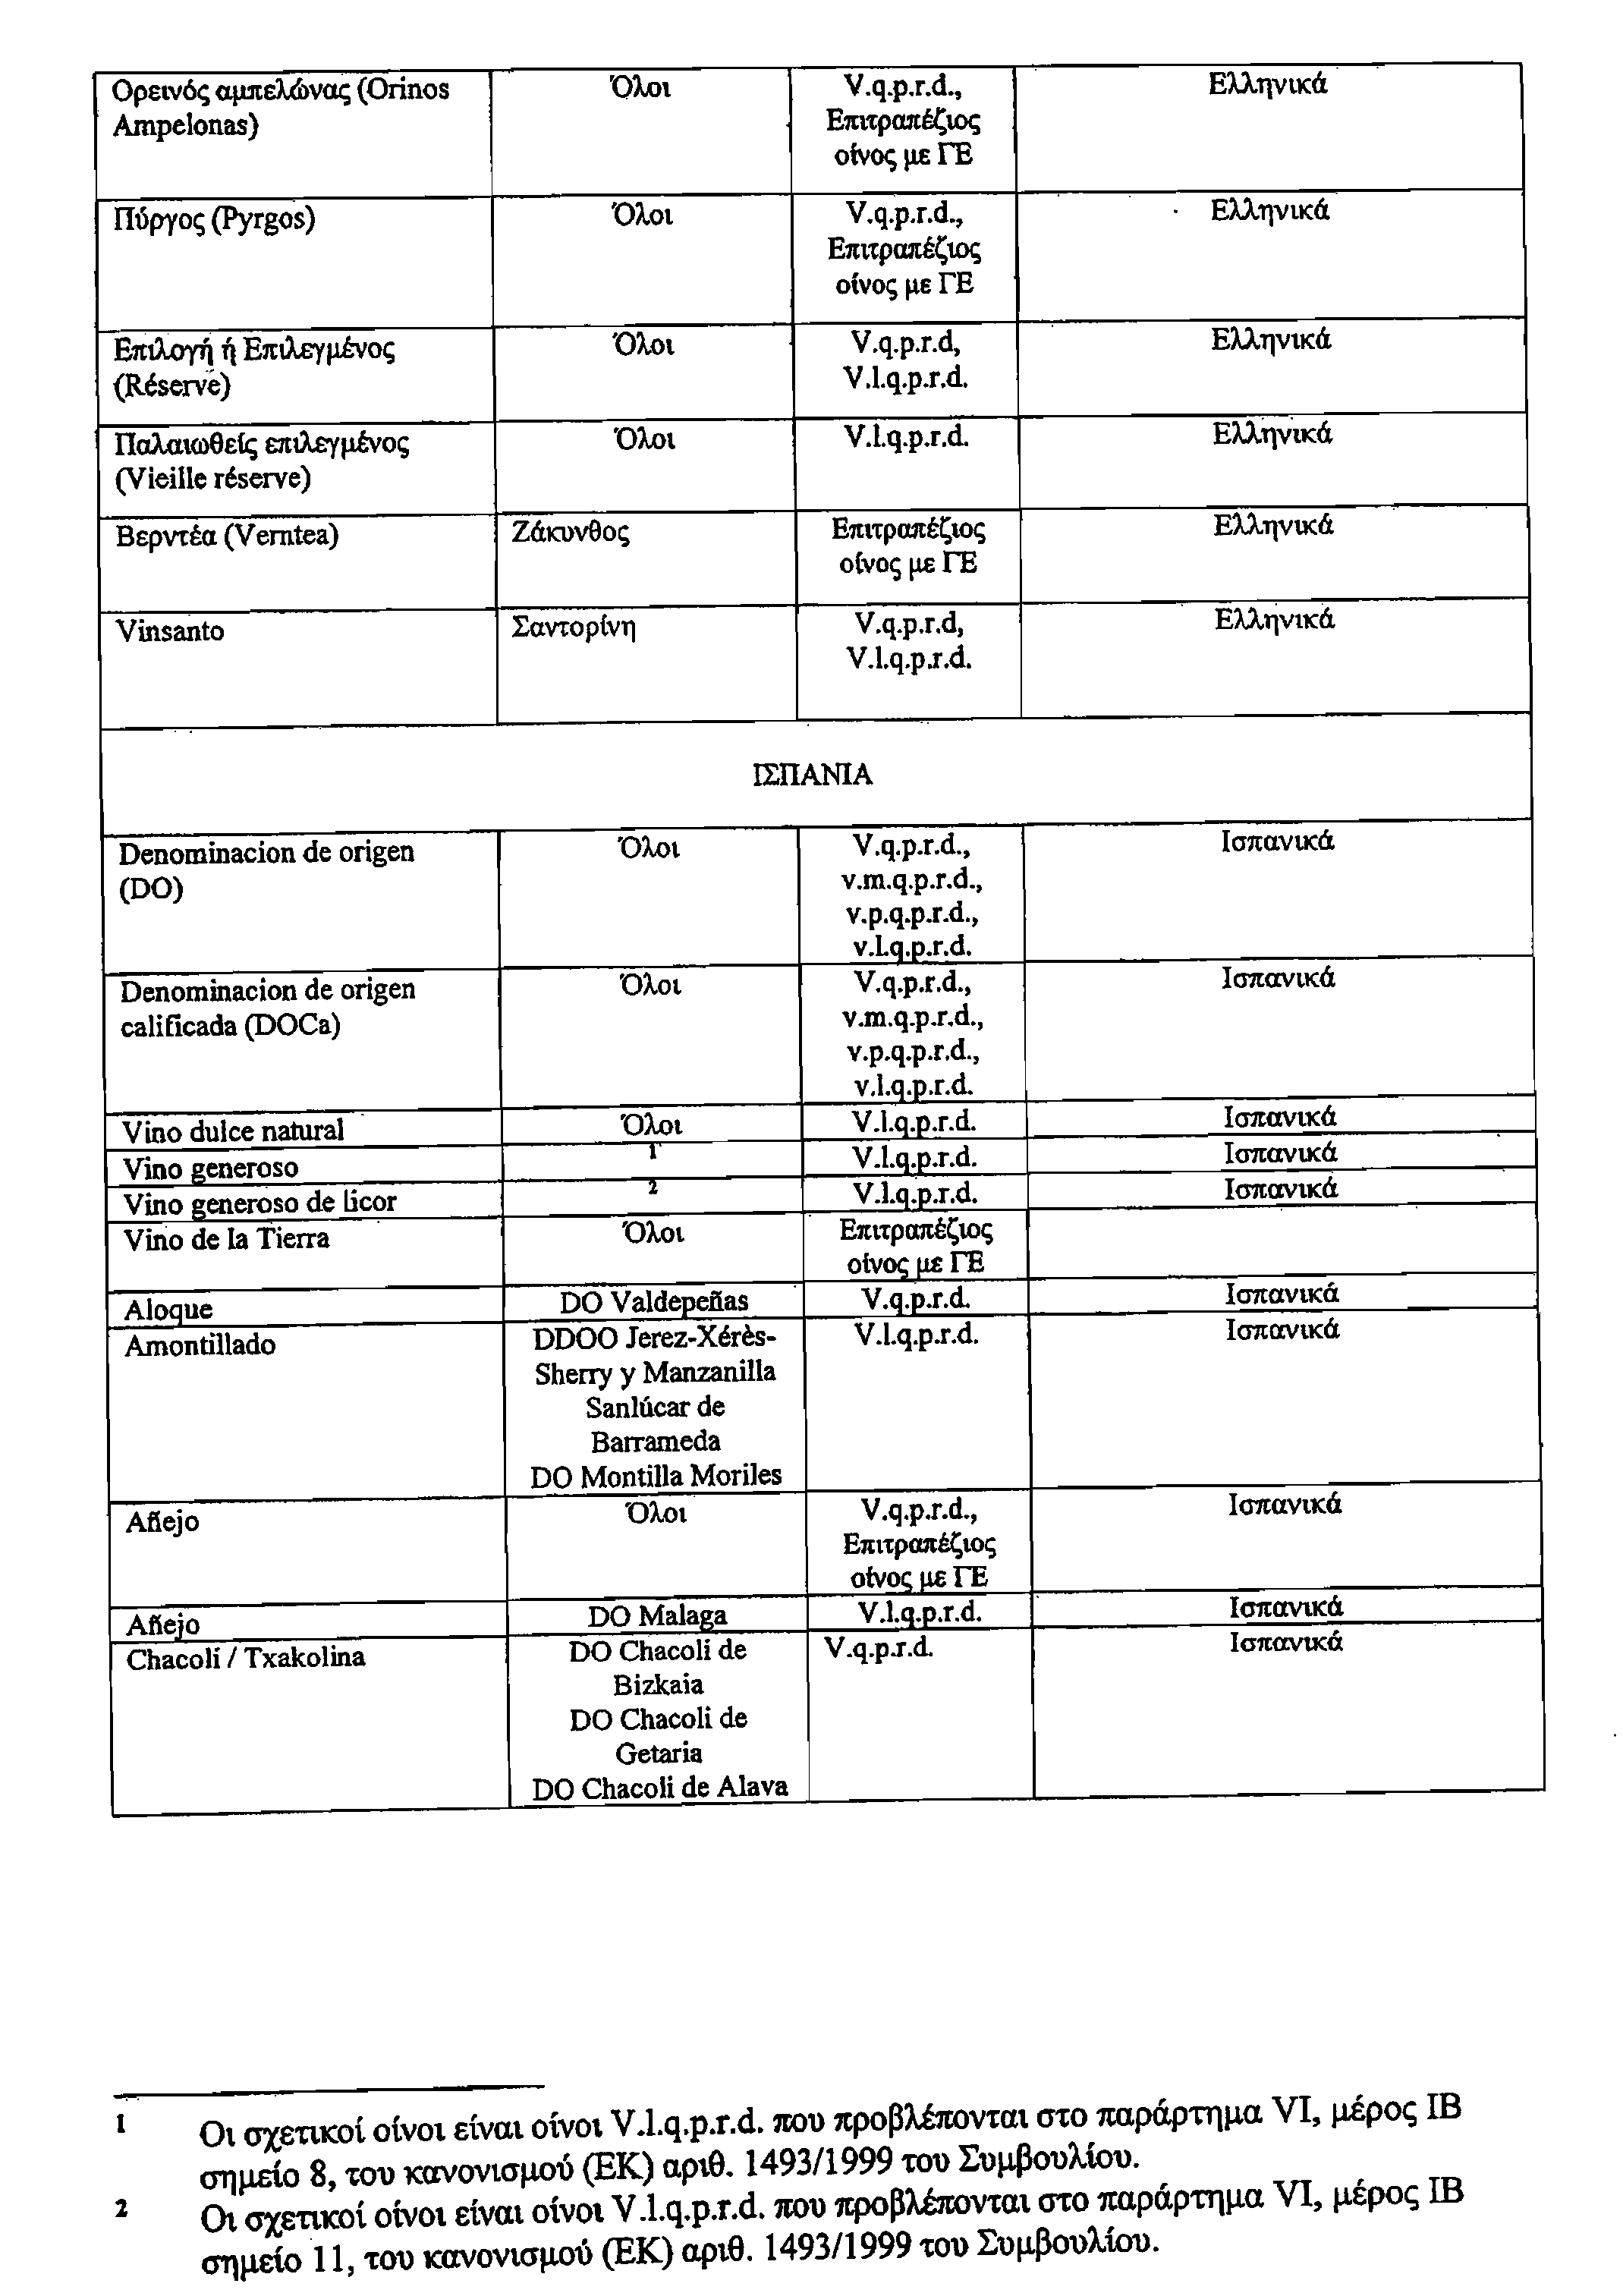 Ορεινός αμπελώνας (Orinos Όλοι V.q.p.r.d., Ελληνικά
Ampelonas) Επιτραπέζιος
οίνος με ΓΕ
Πύργος (Pyrgos) Όλοι V.q.p.r.d., Ελληνικά
Επιτραπέζιος
οίνος με ΓΕ
Επιλογή ή Επιλεγμένος Όλοι V.q.p.r.d, Ελληνικά
(Réserve) V.l.q.p.r.d.
Παλαιωθείς επιλεγμένος Όλοι V.l.q.p.r.d. Ελληνικά
(Vieille réserve)
Βερντέα (Verntea) Ζάκυνθος Επιτραπέζιος Ελληνικά
οίνος με ΓΕ
Vinsanto Σαντορίνη V.q.p.r.d, Ελληνικά
V.l.q.p.r.d.
ΙΣΠΑΝΙΑ
Denominacion de origen Όλοι V.q.p.r.d., Ισπανικά
(DO) v.m.q.p.r.d.,
v.p.q.p.r.d.,
v.l.q.p.r.d.
Denominacion de origen Όλοι V.q.p.r.d., Ισπανικά
calificada (DOCa) v.m.q.p.r.d.,
v.p.q.p.r.d.,
v.l.q.p.r.d.
Vino dulce natural Όλοι V.l.q.p.r.d. Ισπανικά
Vino generoso 1 V.l.q.p.r.d. Ισπανικά
Vino generoso de licor 2 V.l.q.p.r.d. Ισπανικά
Vino de la Tierra Όλοι Επιτραπέζιος
οίνος με ΓΕ
Aloque DO Valdepeñas V.q.p.r.d. Ισπανικά
Amontillado DDOO Jerez-Xérès- V.l.q.p.r.d. Ισπανικά
Sherry y Manzanilla
Sanlúcar de
Barrameda
DO Montilla Moriles
Añejo Όλοι V.q.p.r.d., Ισπανικά
Επιτραπέζιος
οίνος με ΓΕ
Añejo DO Malaga V.l.q.p.r.d. Ισπανικά
Chacoli / Txakolina DO Chacoli de V.q.p.r.d. Ισπανικά
Bizkaia
DO Chacoli de
Getaria
DO Chacoli de Alava
1 Οι σχετικοί οίνοι είναι οίνοι V.l.q.p.r.d. που προβλέπονται στο παράρτημα VI, μέρος ΙΒ
σημείο 8, του κανονισμού (ΕΚ) αριθ. 1493/1999 του Συμβουλίου.
2 Οι σχετικοί οίνοι είναι οίνοι V.l.q.p.r.d. που προβλέπονται στο παράρτημα VI, μέρος ΙΒ
σημείο 11, του κανονισμού (ΕΚ) αριθ. 1493/1999 του Συμβουλίου.